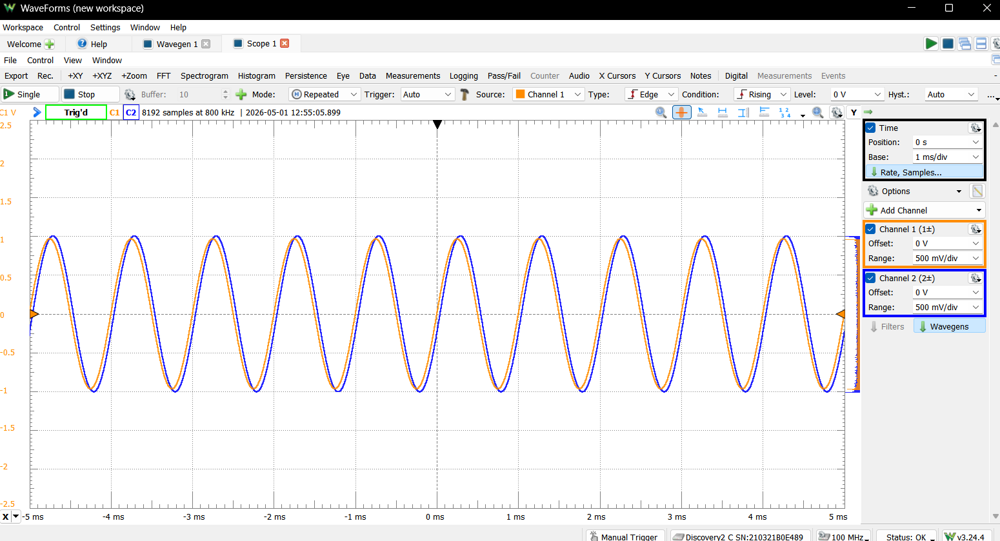 WaveForms (new workspace)
Workspace Control Settings Window Help
Welcome Help Wavegen 1 Scope 1
File Control View Window
Export Rec. +XY +XYZ +Zoom FFT Spectrogram Histogram Persistence Eye Data Measurements Logging Pass/Fail Counter Audio X Cursors Y Cursors Notes Digital Measurements Events
Single Stop Buffer: 10 Mode: Repeated Trigger: Auto Source: Channel 1 Type: Edge Condition: Rising Level: 0 V Hyst.: Auto ...
C1 V Trig'd C1 C2 8192 samples at 800 kHz | 2026-05-01 12:55:05.899 Y
2.5
2
1.5
1
0.5
0
-0.5
-1
-1.5
-2
-2.5
X -5 ms -4 ms -3 ms -2 ms -1 ms 0 ms 1 ms 2 ms 3 ms 4 ms 5 ms
Time
Position: 0 s
Base: 1 ms/div
Rate, Samples...
Options
Add Channel
Channel 1 (1±)
Offset: 0 V
Range: 500 mV/div
Channel 2 (2±)
Offset: 0 V
Range: 500 mV/div
Filters Wavegens
Manual Trigger Discovery2 C SN:210321B0E489 100 MHz Status: OK v3.24.4